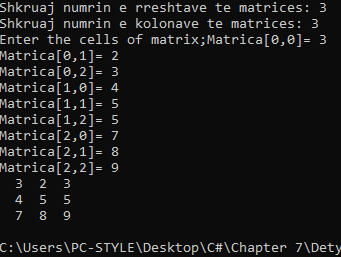 Shkruaj numrin e rreshtave te matrices: 3
Shkruaj numrin e kolonave te matrices: 3
Enter the cells of matrix;Matrica[0,0]= 3
Matrica[0,1]= 2
Matrica[0,2]= 3
Matrica[1,0]= 4
Matrica[1,1]= 5
Matrica[1,2]= 5
Matrica[2,0]= 7
Matrica[2,1]= 8
Matrica[2,2]= 9
3 2 3
4 5 5
7 8 9
C:\Users\PC-STYLE\Desktop\C#\Chapter 7\Dety